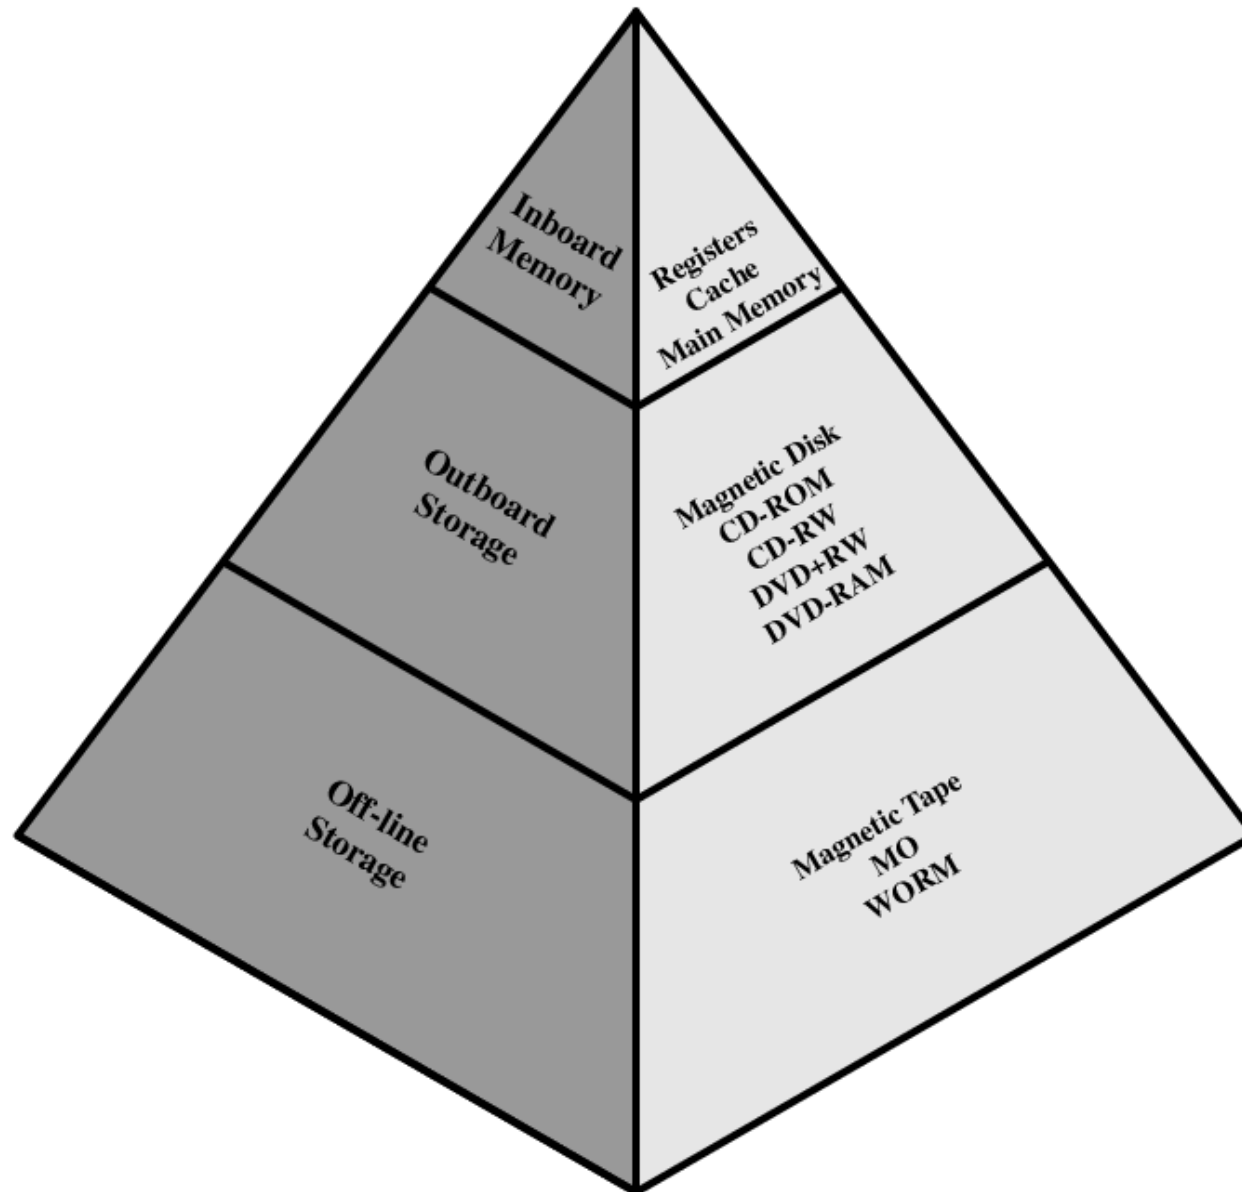 Inboard
Memory
Registers
Cache
Main Memory
Outboard
Storage
Magnetic Disk
CD-ROM
CD-RW
DVD+RW
DVD-RAM
Off-line
Storage
Magnetic Tape
MO
WORM